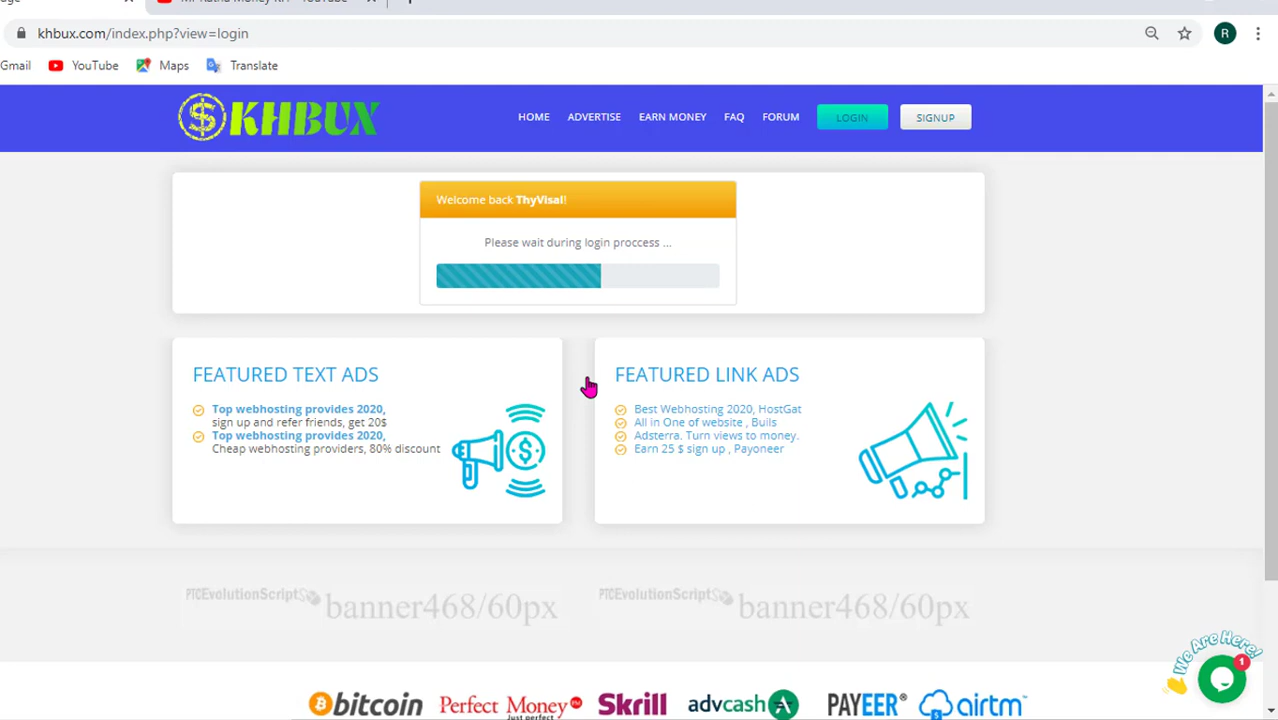 khbux.com/index.php?view=login
R
Gmail YouTube Maps Translate
KHBUX
HOME ADVERTISE EARN MONEY FAQ FORUM LOGIN SIGNUP
Welcome back ThyVisal!
Please wait during login proccess ...
FEATURED TEXT ADS
Top webhosting provides 2020,
sign up and refer friends, get 20$
Top webhosting provides 2020,
Cheap webhosting providers, 80% discount
FEATURED LINK ADS
Best Webhosting 2020, HostGat
All in One of website , Buils
Adsterra. Turn views to money.
Earn 25 $ sign up , Payoneer
PTCEvolutionScript banner468/60px
PTCEvolutionScript banner468/60px
We Are Here!
1
bitcoin Perfect Money Skrill advcash PAYEER® airtm
Just perfect